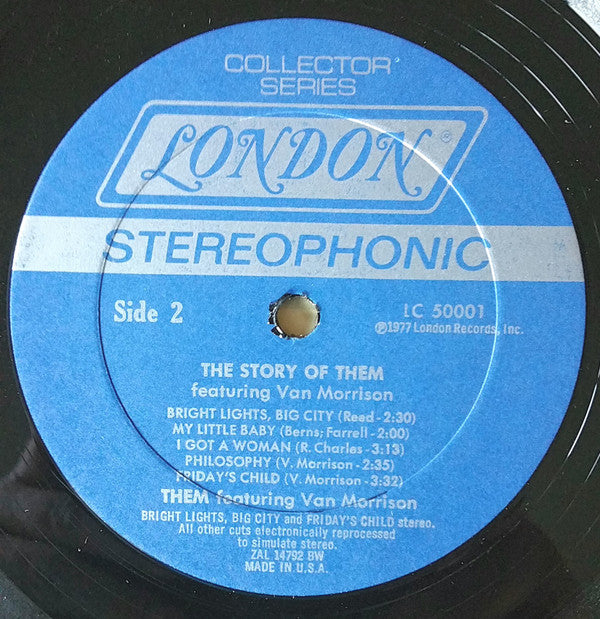 COLLECTOR
SERIES
LONDON®
STEREOPHONIC
Side 2
LC 50001
℗1977 London Records, Inc.
THE STORY OF THEM
featuring Van Morrison
BRIGHT LIGHTS, BIG CITY (Reed - 2:30)
MY LITTLE BABY (Berns; Farrell - 2:00)
I GOT A WOMAN (R. Charles - 3:13)
PHILOSOPHY (V. Morrison - 2:35)
FRIDAY'S CHILD (V. Morrison - 3:32)
THEM featuring Van Morrison
BRIGHT LIGHTS, BIG CITY and FRIDAY'S CHILD stereo.
All other cuts electronically reprocessed
to simulate stereo.
ZAL 14792 BW
MADE IN U.S.A.